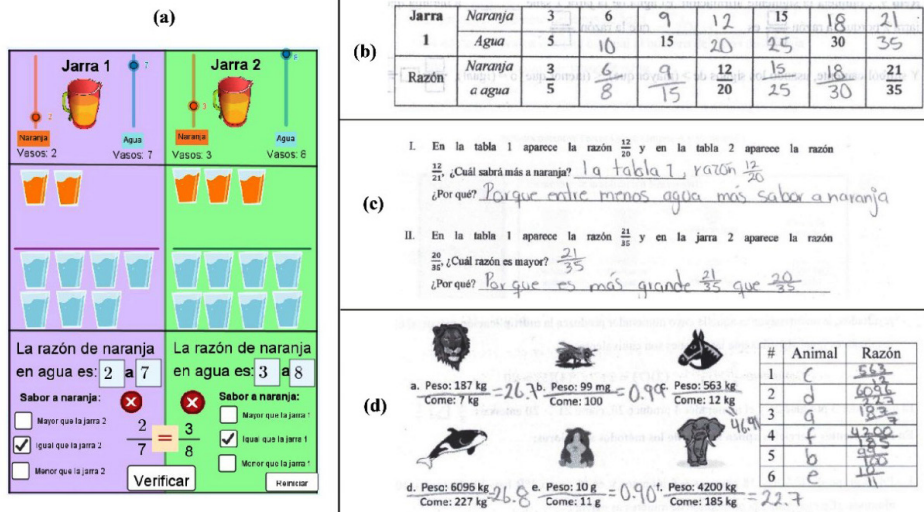 (a)
Jarra 1
Jarra 2
7
8
2
3
Naranja
Agua
Naranja
Agua
Vasos: 2
Vasos: 7
Vasos: 3
Vasos: 8
La razón de naranja
en agua es: 2 a 7
La razón de naranja
en agua es: 3 a 8
Sabor a naranja:
Mayor que la jarra 2
Igual que la jarra 2
Menor que la jarra 2
2/7 = 3/8
Sabor a naranja:
Mayor que la jarra 1
Igual que la jarra 1
Menor que la jarra 1
Verificar
Reiniciar
(b)
Jarra 1 Naranja 3 6 9 12 15 18 21
Agua 5 10 15 20 25 30 35
Razón Naranja a agua 3/5 6/8 9/15 12/20 15/25 18/30 21/35
(c)
I. En la tabla 1 aparece la razón 12/20 y en la tabla 2 aparece la razón
12/21, ¿Cuál sabrá más a naranja? la tabla 1, razón 12/20
¿Por qué? Porque entre menos agua más sabor a naranja
II. En la tabla 1 aparece la razón 21/35 y en la jarra 2 aparece la razón
20/35, ¿Cuál razón es mayor? 21/35
¿Por qué? Por que es más grande 21/35 que 20/35
(d)
a. Peso: 187 kg
Come: 7 kg
=26.7
b. Peso: 99 mg
Come: 100
=0.99
c. Peso: 563 kg
Come: 12 kg
d. Peso: 6096 kg
Come: 227 kg
=26.8
e. Peso: 10 g
Come: 11 g
=0.90
f. Peso: 4200 kg
Come: 185 kg
=22.7
# Animal Razón
1 c 563/12
2 d 6096/227
3 a 187/7
4 f 4200/185
5 b 99/100
6 e 10/11